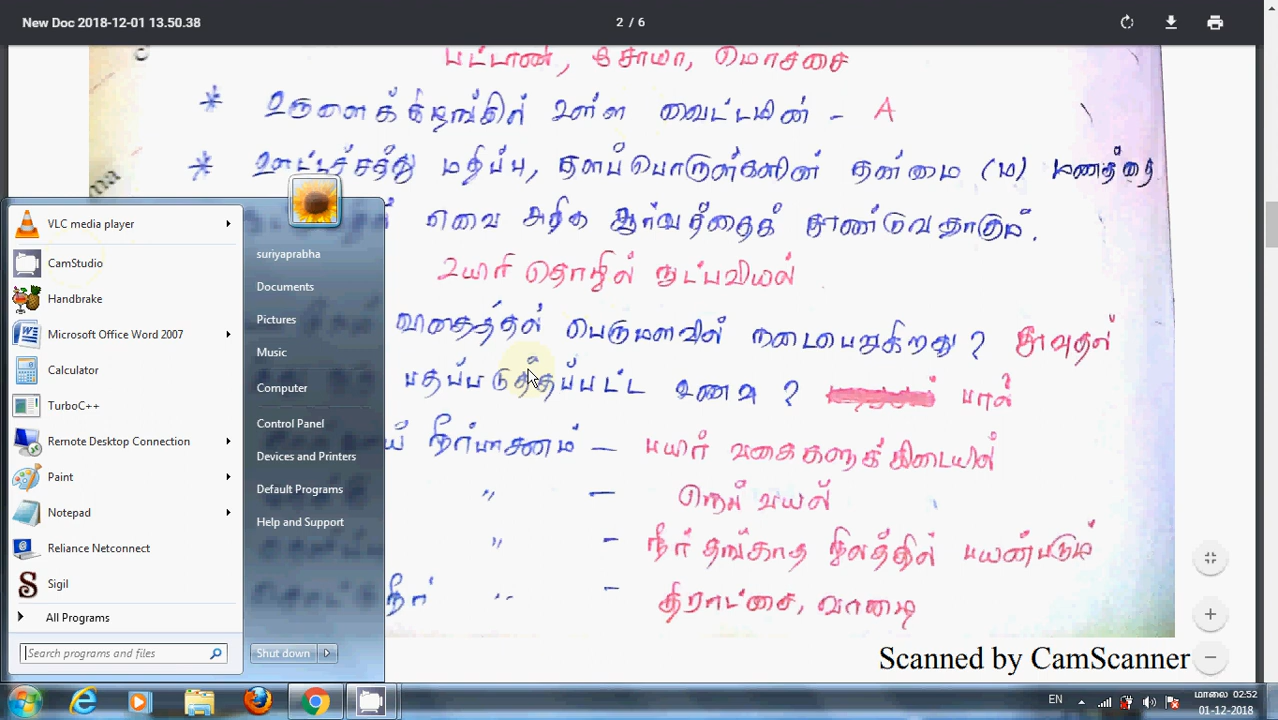 New Doc 2018-12-01 13.50.38
2 / 6
பட்டாணி, சோயா, மொச்சை
* உருளைக்கிழங்கில் உள்ள வைட்டமின் - A
* ஊட்டச்சத்து மதிப்பு, தளப்பொருள்களின் தன்மை (ம) மணத்தை
எவை அதிக ஆர்வத்தைத் தூண்டுவதாகும்.
உயிரி தொழில் நுட்பவியல்
வகைத்தல் பெருமளவில் நடைபெறுகிறது? தூவுதல்
பதப்படுத்தப்பட்ட உணவு? பால்
ய் நீர்பாசனம் – பயிர் வகைகளுக்கிடையில்
" – நெல் வயல்
" – நீர் தங்காத நிலத்தில் பயன்படும்
நீர் " – திராட்சை, வாழை
Scanned by CamScanner
VLC media player
CamStudio
Handbrake
Microsoft Office Word 2007
Calculator
TurboC++
Remote Desktop Connection
Paint
Notepad
Reliance Netconnect
Sigil
All Programs
Search programs and files
suriyaprabha
Documents
Pictures
Music
Computer
Control Panel
Devices and Printers
Default Programs
Help and Support
Shut down
EN
மாலை 02:52
01-12-2018